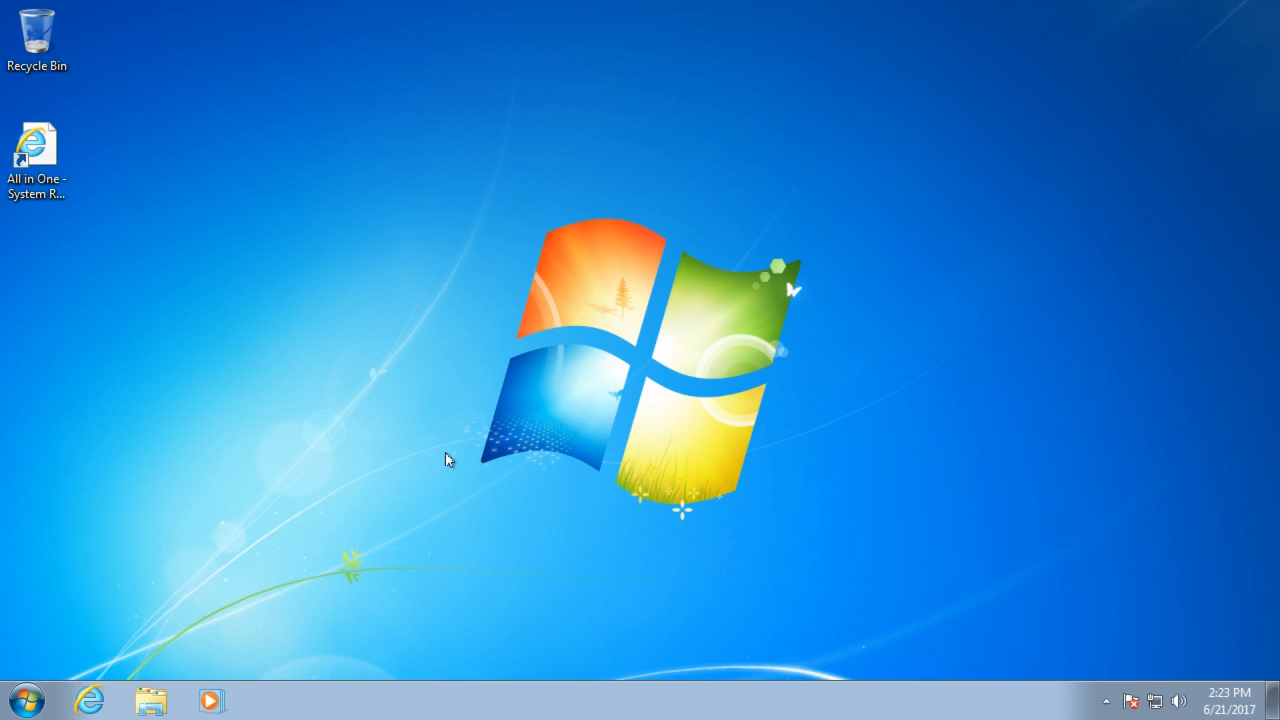 Recycle Bin
All in One -
System R...
2:23 PM
6/21/2017